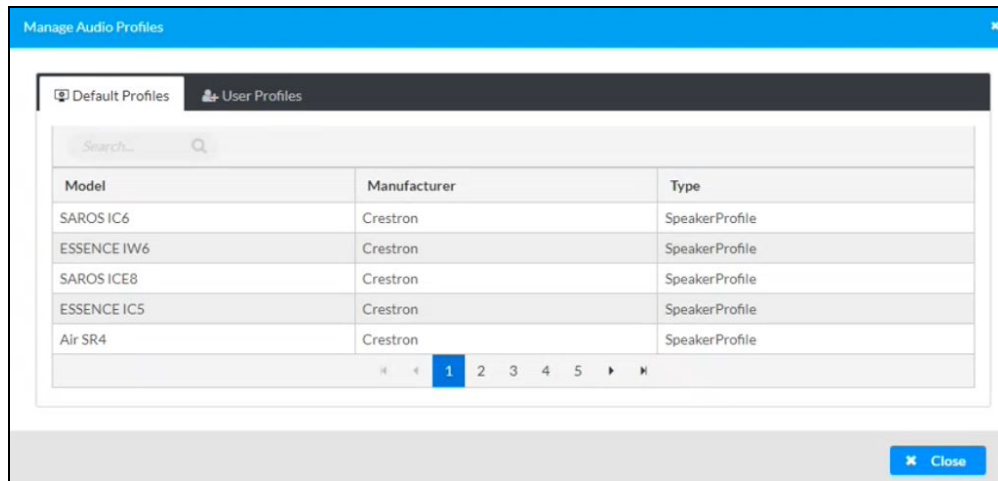 Manage Audio Profiles
Default Profiles User Profiles
Search...
Model Manufacturer Type
SAROS IC6 Crestron SpeakerProfile
ESSENCE IW6 Crestron SpeakerProfile
SAROS ICE8 Crestron SpeakerProfile
ESSENCE IC5 Crestron SpeakerProfile
Air SR4 Crestron SpeakerProfile
1 2 3 4 5
Close